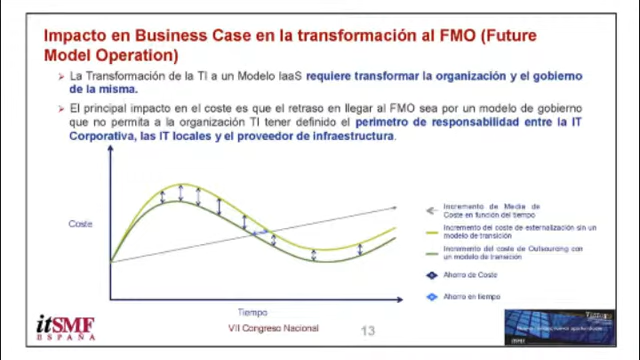 Impacto en Business Case en la transformación al FMO (Future
Model Operation)
La Transformación de la TI a un Modelo IaaS requiere transformar la organización y el gobierno
de la misma.
El principal impacto en el coste es que el retraso en llegar al FMO sea por un modelo de gobierno
que no permita a la organización TI tener definido el perímetro de responsabilidad entre la IT
Corporativa, las IT locales y el proveedor de infraestructura.
Coste
Incremento de Media de
Coste en función del tiempo
Incremento del coste de externalización sin un
modelo de transición
Incremento del coste de Outsourcing con
un modelo de transición
Ahorro de Coste
Ahorro en tiempo
Tiempo
itSMF
ESPAÑA
VII Congreso Nacional
13